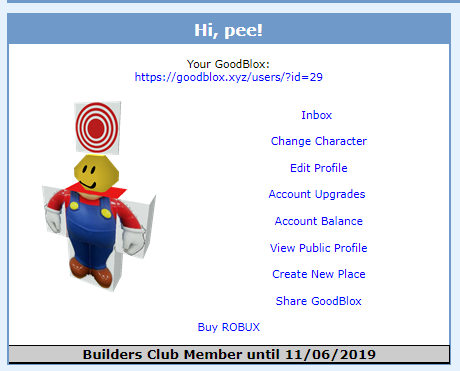 Hi, pee!
Your GoodBlox:
https://goodblox.xyz/users/?id=29
Inbox
Change Character
Edit Profile
Account Upgrades
Account Balance
View Public Profile
Create New Place
Share GoodBlox
Buy ROBUX
Builders Club Member until 11/06/2019